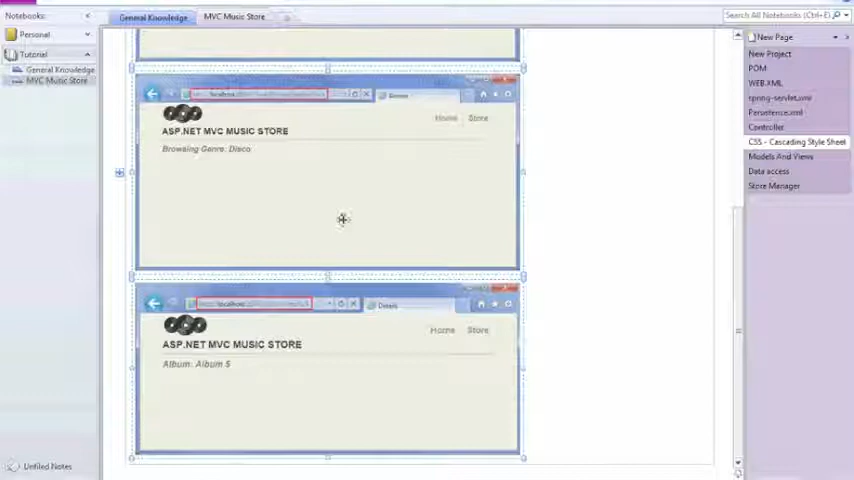 Notebooks:
General Knowledge
MVC Music Store
Search All Notebooks (Ctrl+E)
Personal
Tutorial
General Knowledge
MVC Music Store
New Page
New Project
POM
WEB.XML
spring-servlet.xml
Persistence.xml
Controller
CSS - Cascading Style Sheet
Models And Views
Data access
Store Manager
localhost
Browse
Home Store
ASP.NET MVC MUSIC STORE
Browsing Genre: Disco
localhost
Details
Home Store
ASP.NET MVC MUSIC STORE
Album: Album 5
Unfiled Notes